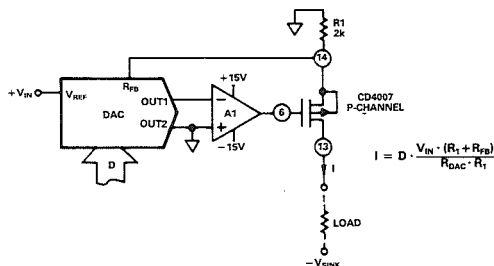 R1
2k
14
+VIN
VREF
RFB
OUT1
DAC
OUT2
D
+15V
−
A1
+
−15V
6
CD4007
P-CHANNEL
13
I
I = D · VIN · (R1 + RFB) / RDAC · R1
LOAD
−VSINK